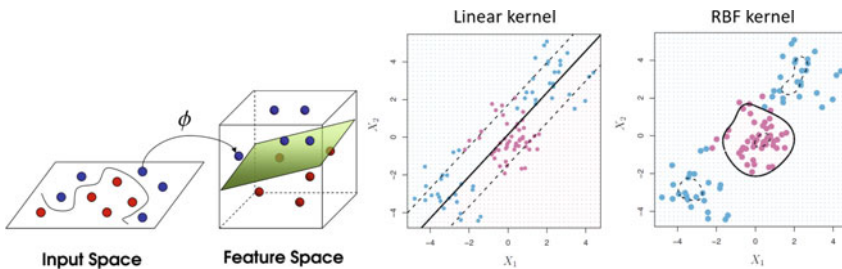 Linear kernel
RBF kernel
ϕ
Input Space
Feature Space
X₂
4
2
0
-2
-4
-4
-2
0
2
4
X₁
X₂
4
2
0
-2
-4
-4
-2
0
2
4
X₁